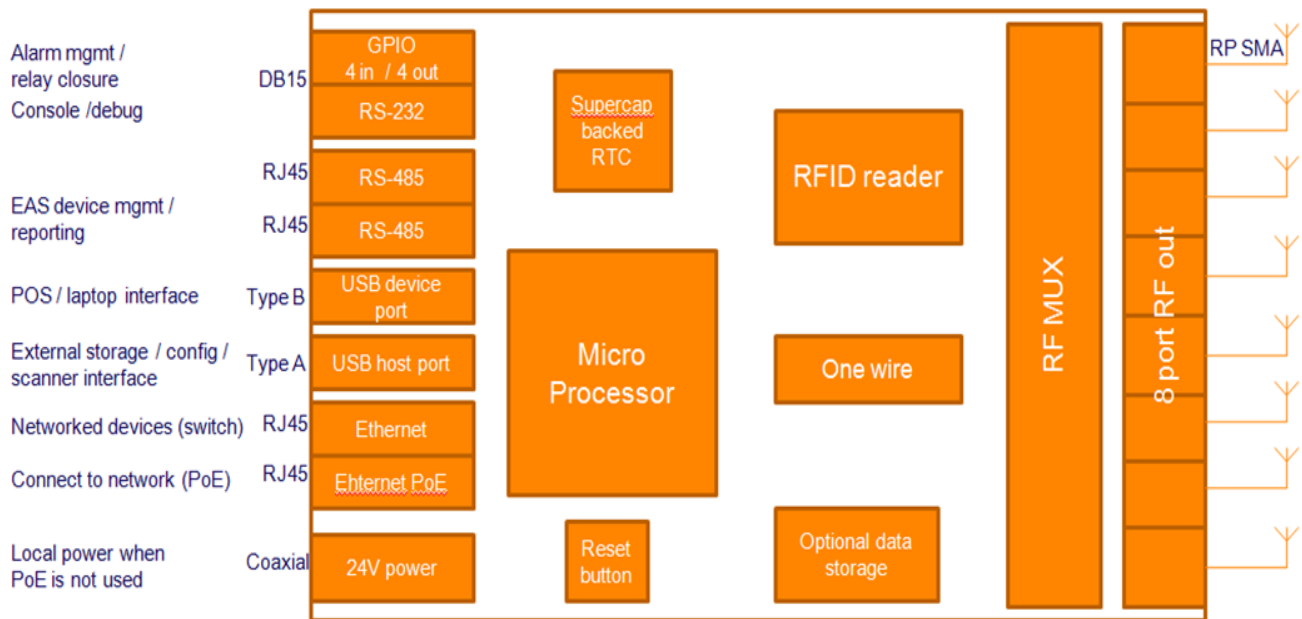 Alarm mgmt /
relay closure
Console /debug
DB15
GPIO
4 in / 4 out
RS-232
RJ45
RS-485
EAS device mgmt /
reporting
RJ45
RS-485
POS / laptop interface
Type B
USB device
port
External storage / config /
scanner interface
Type A
USB host port
Networked devices (switch)
RJ45
Ethernet
Connect to network (PoE)
RJ45
Ehternet PoE
Local power when
PoE is not used
Coaxial
24V power
Supercap
backed
RTC
Micro
Processor
Reset
button
RFID reader
One wire
Optional data
storage
RF MUX
8 port RF out
RP SMA